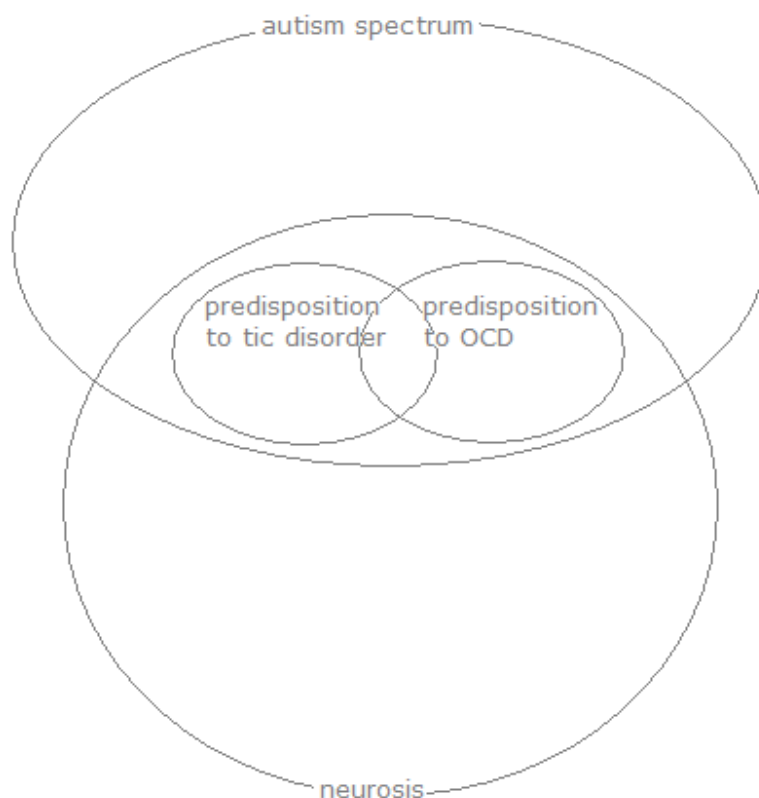 autism spectrum
predisposition
to tic disorder
predisposition
to OCD
neurosis